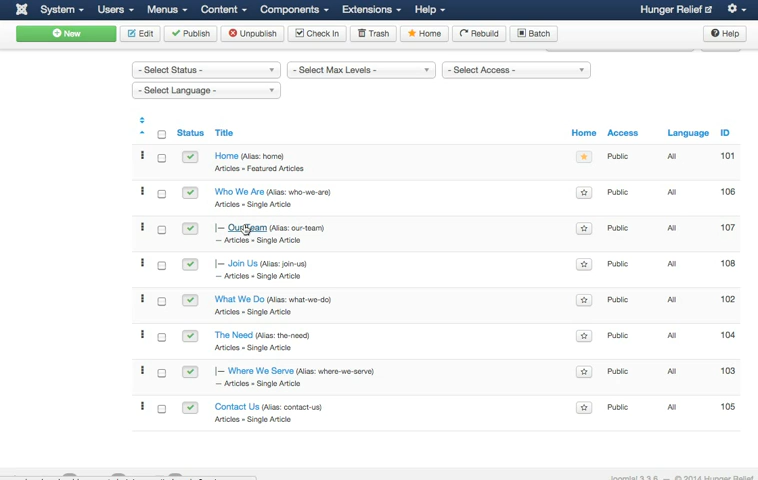 System Users Menus Content Components Extensions Help Hunger Relief
New Edit Publish Unpublish Check In Trash Home Rebuild Batch Help
- Select Status - - Select Max Levels - - Select Access -
- Select Language -
Status Title Home Access Language ID
Home (Alias: home) Public All 101
Articles » Featured Articles
Who We Are (Alias: who-we-are) Public All 106
Articles » Single Article
|— Our Team (Alias: our-team) Public All 107
— Articles » Single Article
|— Join Us (Alias: join-us) Public All 108
— Articles » Single Article
What We Do (Alias: what-we-do) Public All 102
Articles » Single Article
The Need (Alias: the-need) Public All 104
Articles » Single Article
|— Where We Serve (Alias: where-we-serve) Public All 103
— Articles » Single Article
Contact Us (Alias: contact-us) Public All 105
Articles » Single Article
Joomla! 3.3.6 — © 2014 Hunger Relief